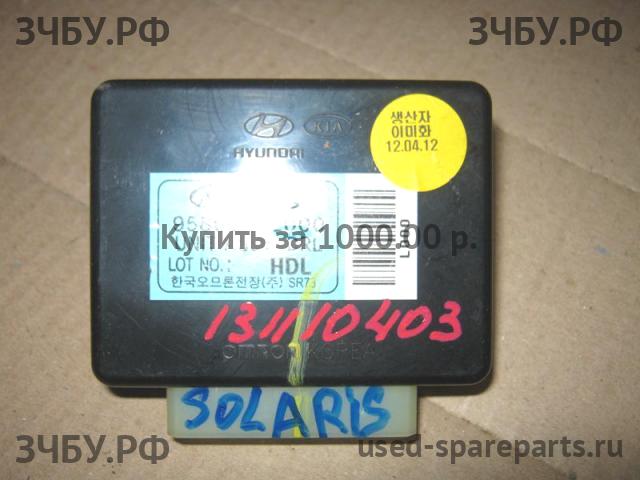 ЗЧБУ.РФ
ЗЧБУ.РФ
HYUNDAI
KIA
생산자
이미화
12.04.12
Купить за 1000.00 р.
LOT NO.: HDL
한국오므론전장(주) SR73
131110403
OMRON KOREA
SOLARIS
ЗЧБУ.РФ
used-spareparts.ru